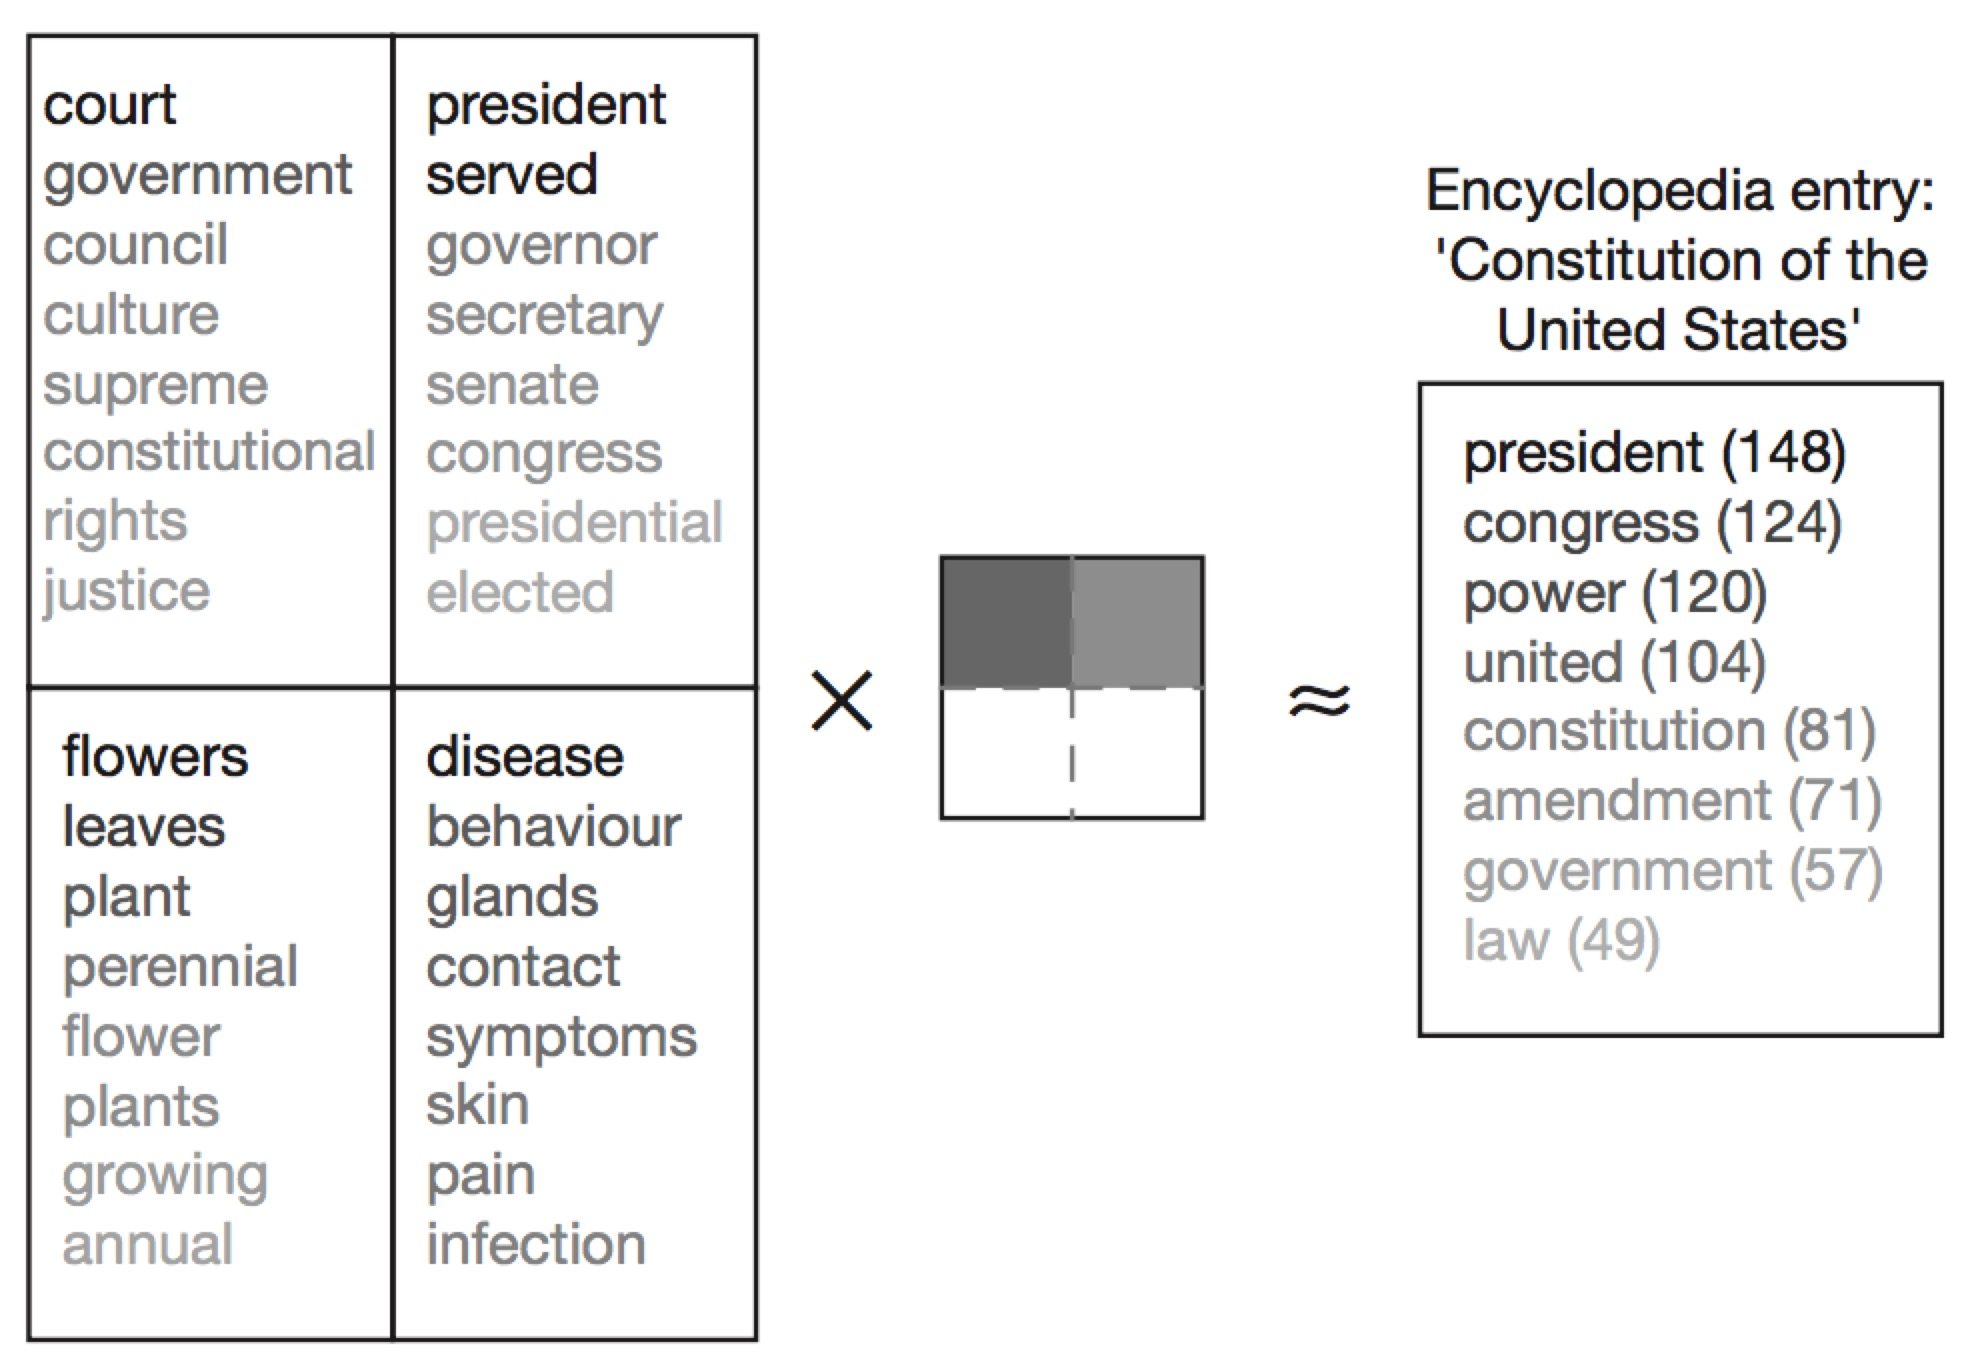 court
government
council
culture
supreme
constitutional
rights
justice
president
served
governor
secretary
senate
congress
presidential
elected
flowers
leaves
plant
perennial
flower
plants
growing
annual
disease
behaviour
glands
contact
symptoms
skin
pain
infection
×
≈
Encyclopedia entry:
'Constitution of the
United States'
president (148)
congress (124)
power (120)
united (104)
constitution (81)
amendment (71)
government (57)
law (49)